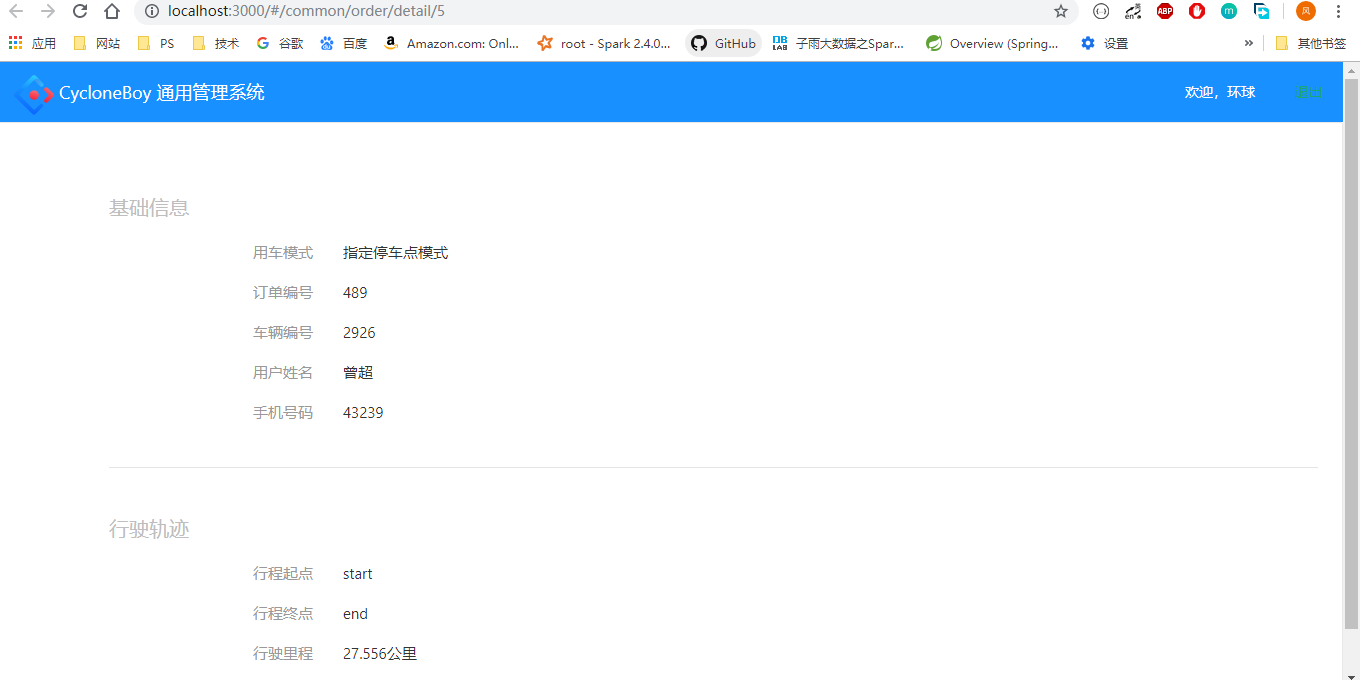 localhost:3000/#/common/order/detail/5
应用 网站 PS 技术 谷歌 百度 Amazon.com: Onl... root - Spark 2.4.0... GitHub 子雨大数据之Spar... Overview (Spring... 设置 » 其他书签
CycloneBoy 通用管理系统 欢迎，环球 退出
基础信息
用车模式 指定停车点模式
订单编号 489
车辆编号 2926
用户姓名 曾超
手机号码 43239
行驶轨迹
行程起点 start
行程终点 end
行驶里程 27.556公里